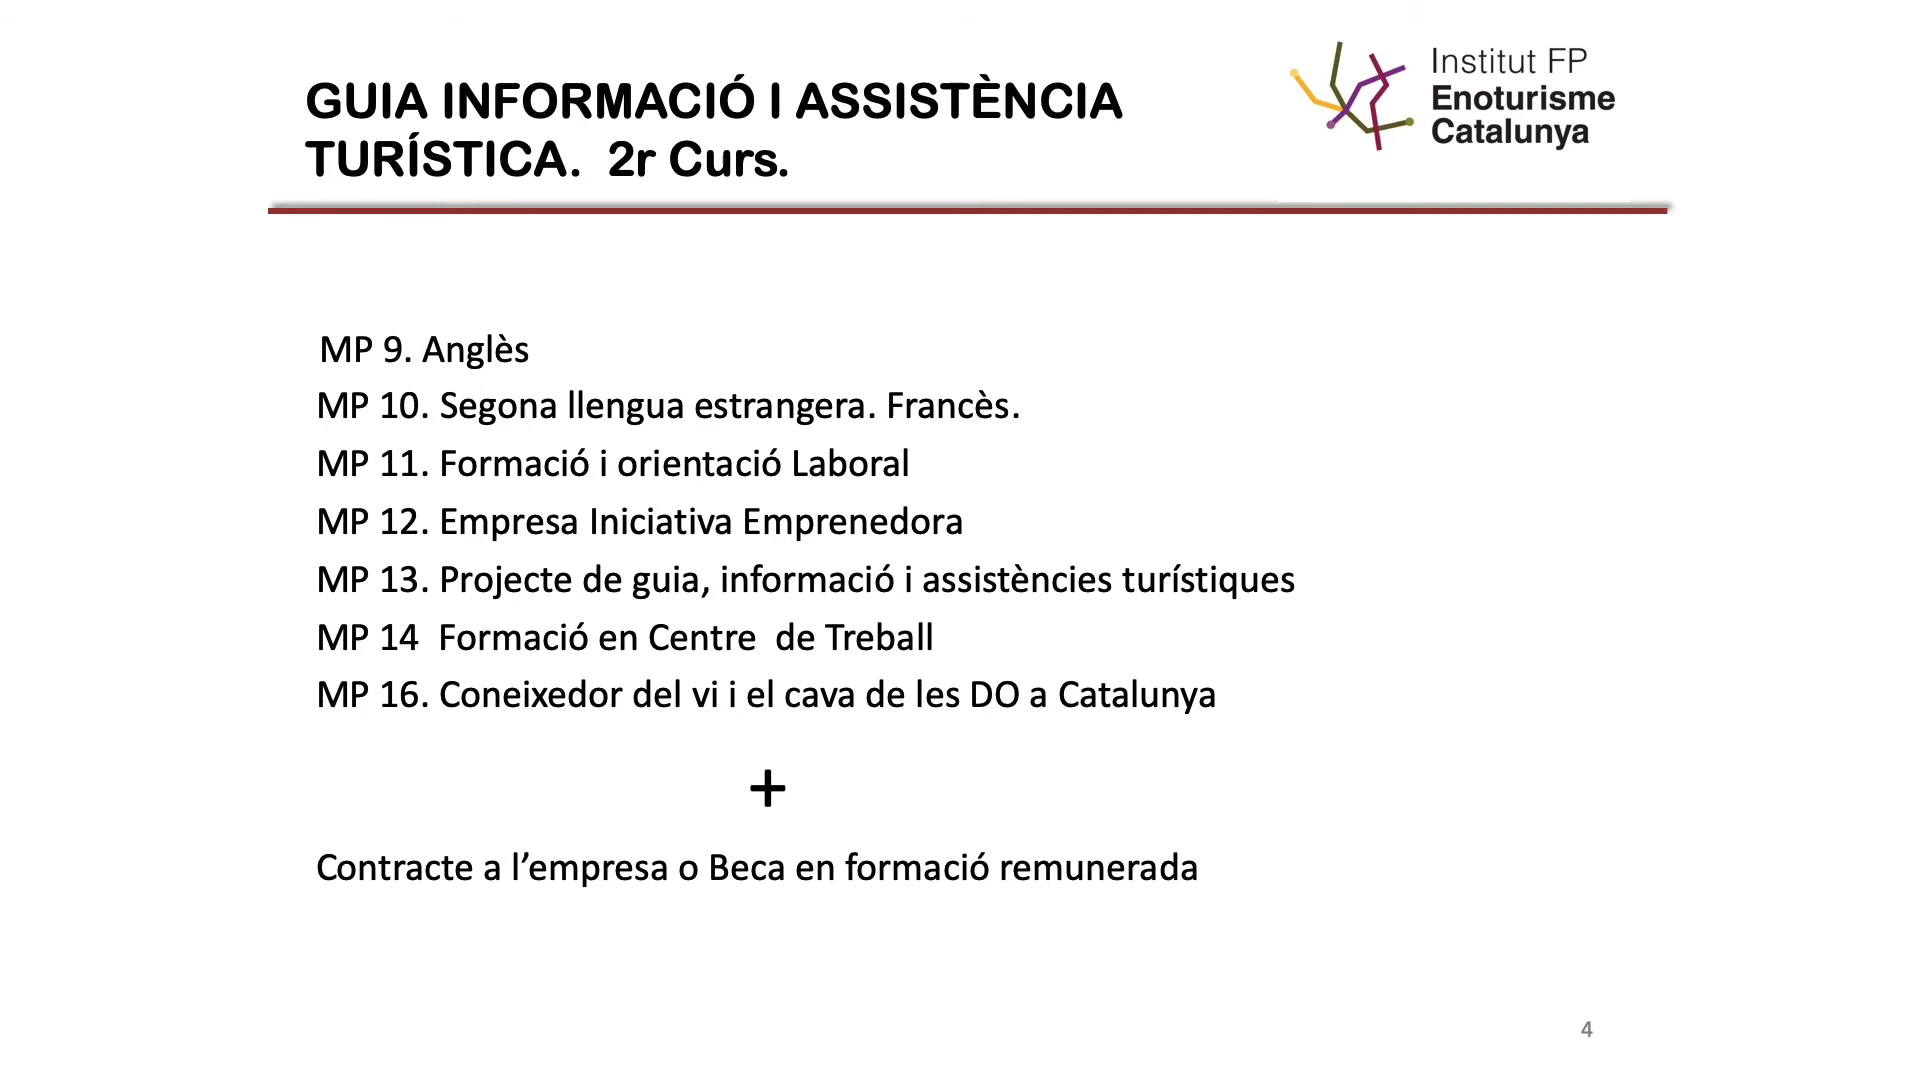 GUIA INFORMACIÓ I ASSISTÈNCIA
TURÍSTICA.  2r Curs.
Institut FP
Enoturisme
Catalunya
MP 9. Anglès
MP 10. Segona llengua estrangera. Francès.
MP 11. Formació i orientació Laboral
MP 12. Empresa Iniciativa Emprenedora
MP 13. Projecte de guia, informació i assistències turístiques
MP 14  Formació en Centre  de Treball
MP 16. Coneixedor del vi i el cava de les DO a Catalunya
+
Contracte a l’empresa o Beca en formació remunerada
4